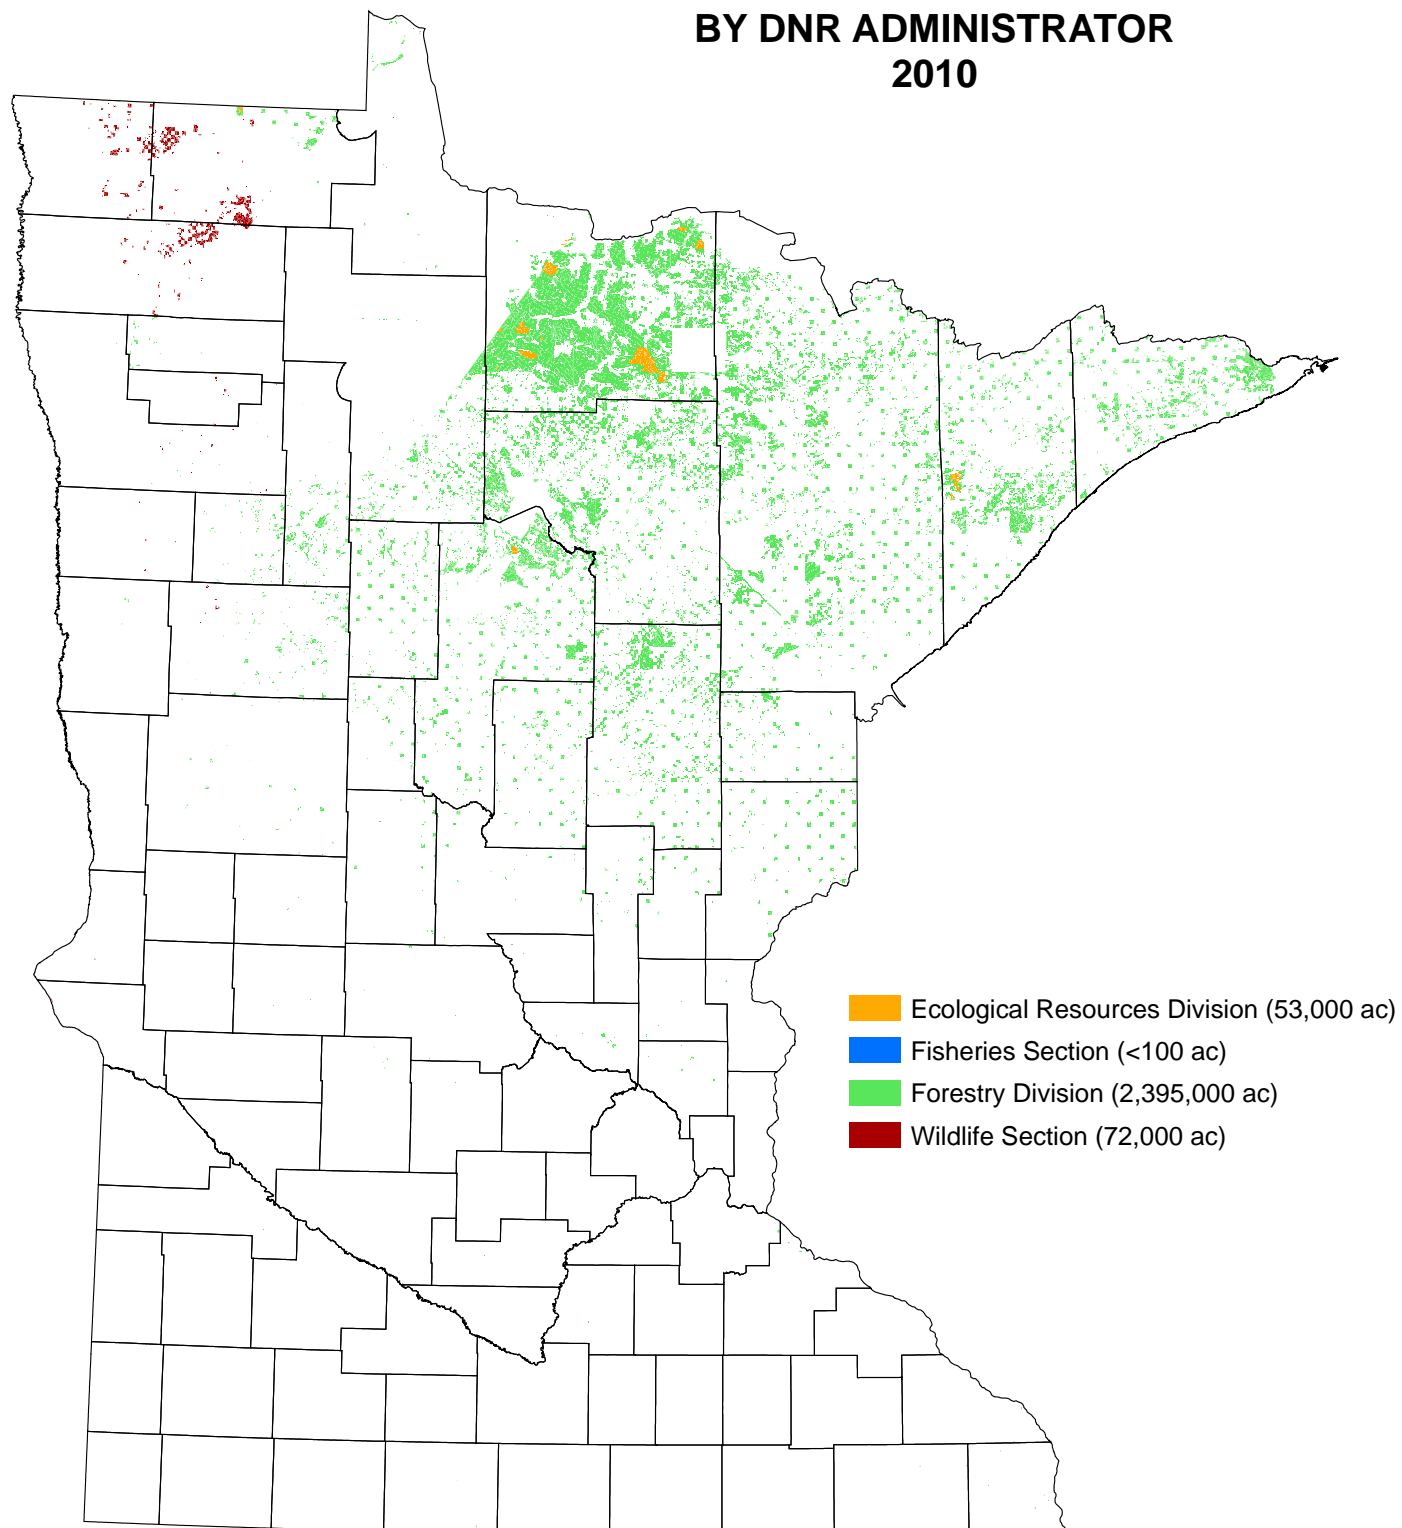 BY DNR ADMINISTRATOR
2010
Ecological Resources Division (53,000 ac)
Fisheries Section (<100 ac)
Forestry Division (2,395,000 ac)
Wildlife Section (72,000 ac)